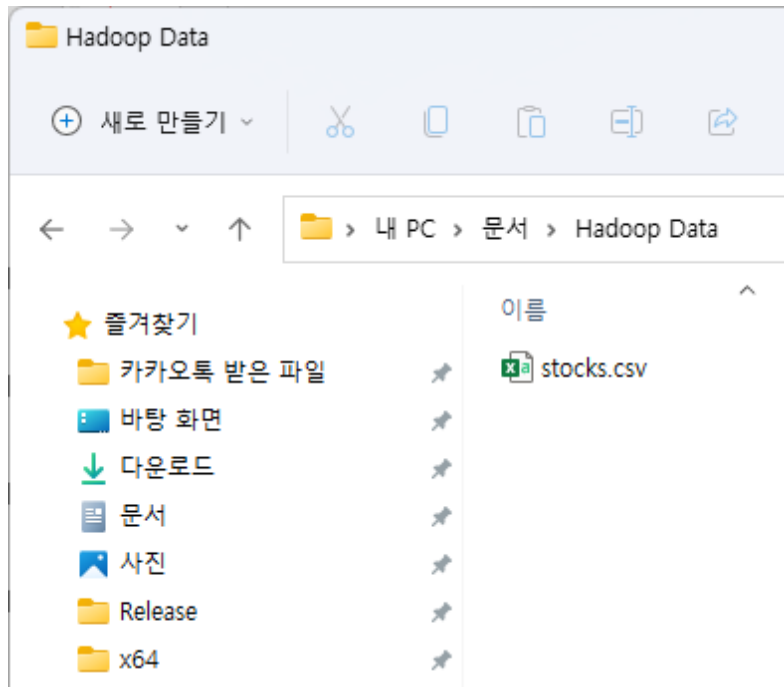 Hadoop Data
새로 만들기
내 PC > 문서 > Hadoop Data
즐겨찾기
카카오톡 받은 파일
바탕 화면
다운로드
문서
사진
Release
x64
이름
stocks.csv